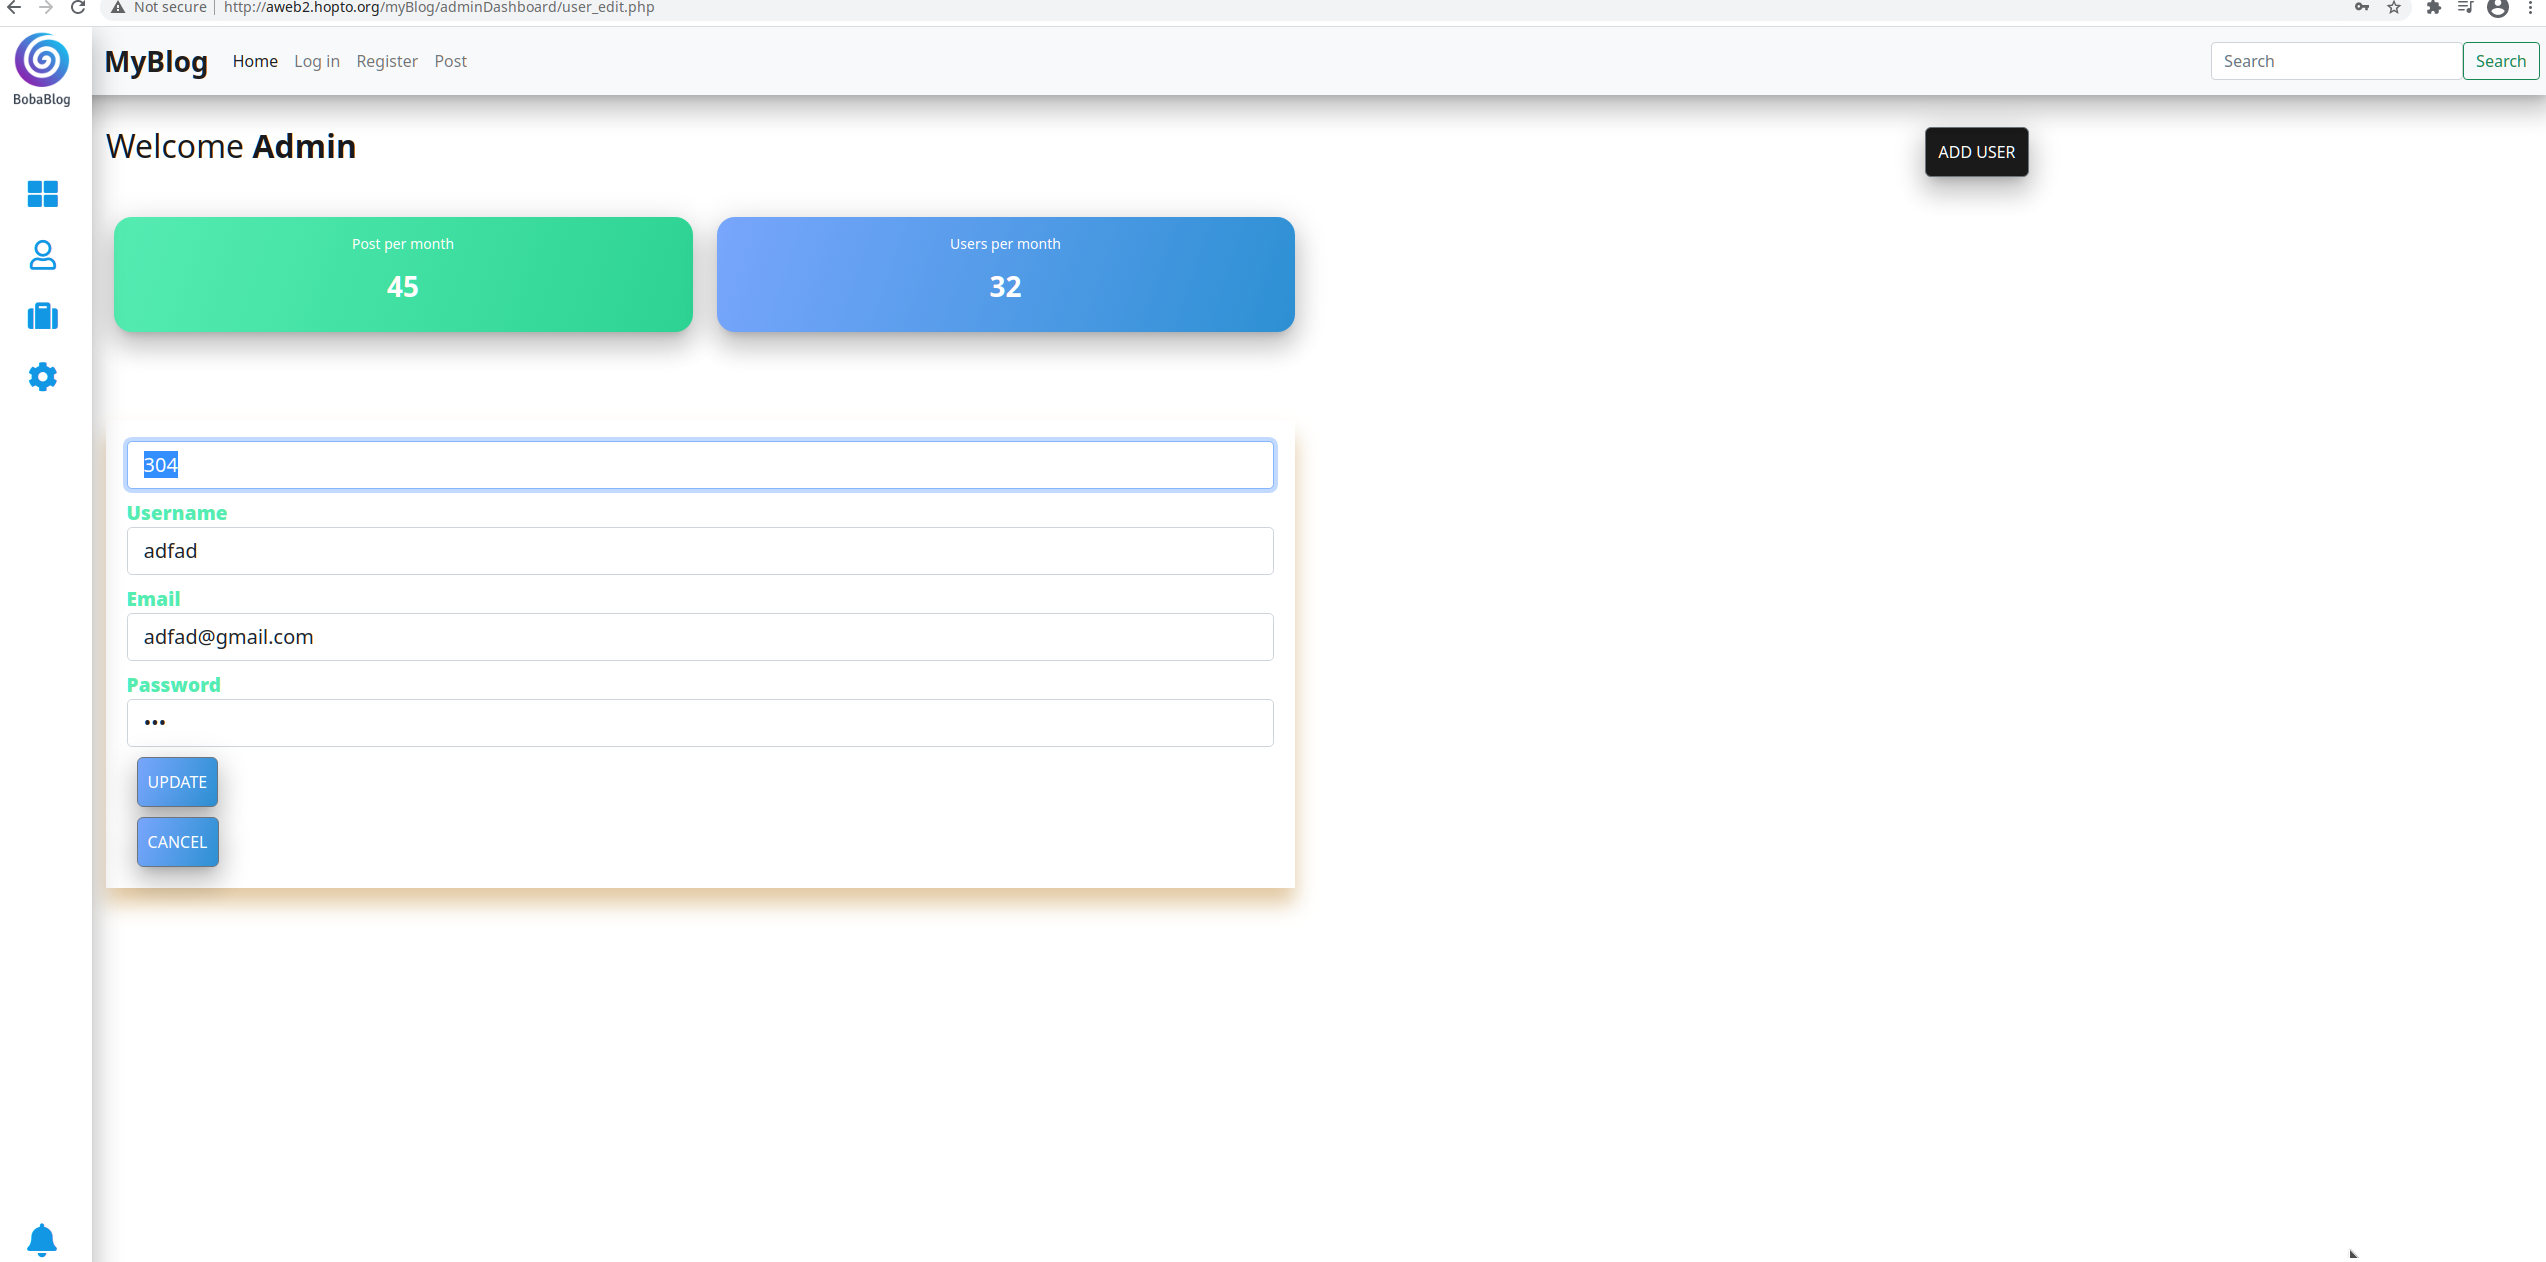 Not secure | http://aweb2.hopto.org/myBlog/adminDashboard/user_edit.php
BobaBlog
MyBlog Home Log in Register Post Search Search
Welcome Admin
ADD USER
Post per month
45
Users per month
32
304
Username
adfad
Email
adfad@gmail.com
Password
•••
UPDATE
CANCEL